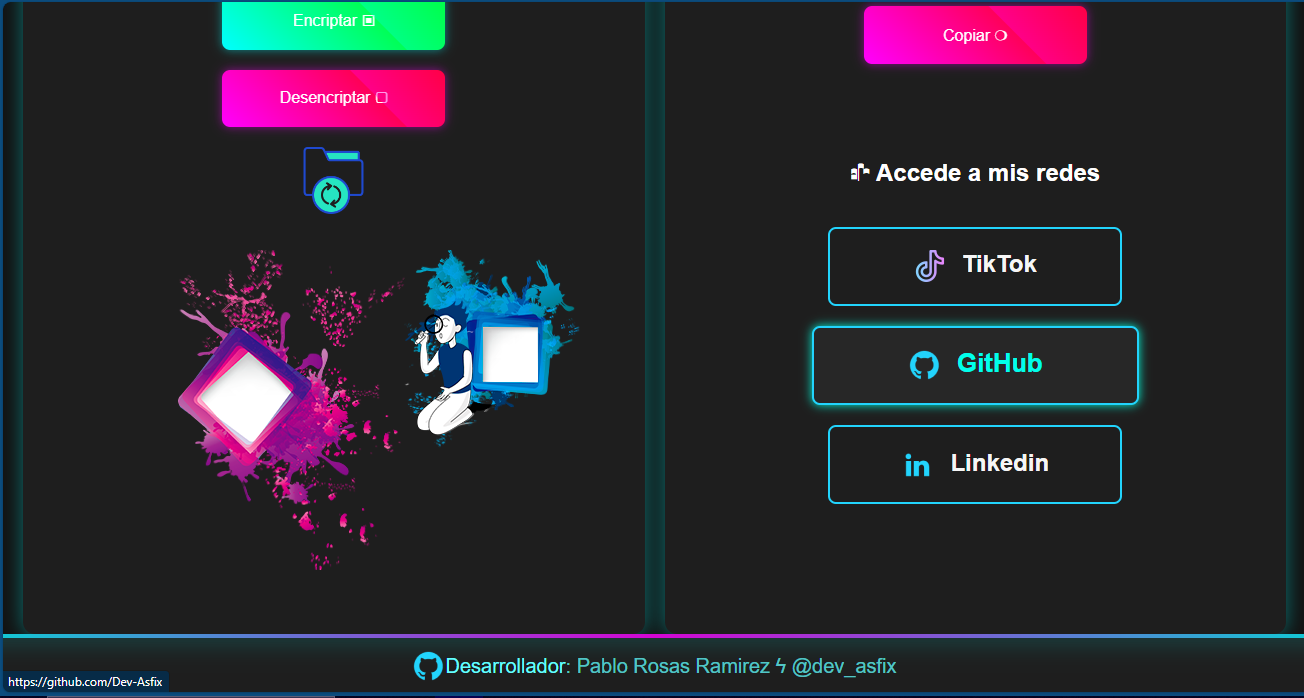 Encriptar ▣
Desencriptar ▢
Copiar ❍
Accede a mis redes
TikTok
GitHub
Linkedin
Desarrollador: Pablo Rosas Ramirez ϟ @dev_asfix
https://github.com/Dev-Asfix